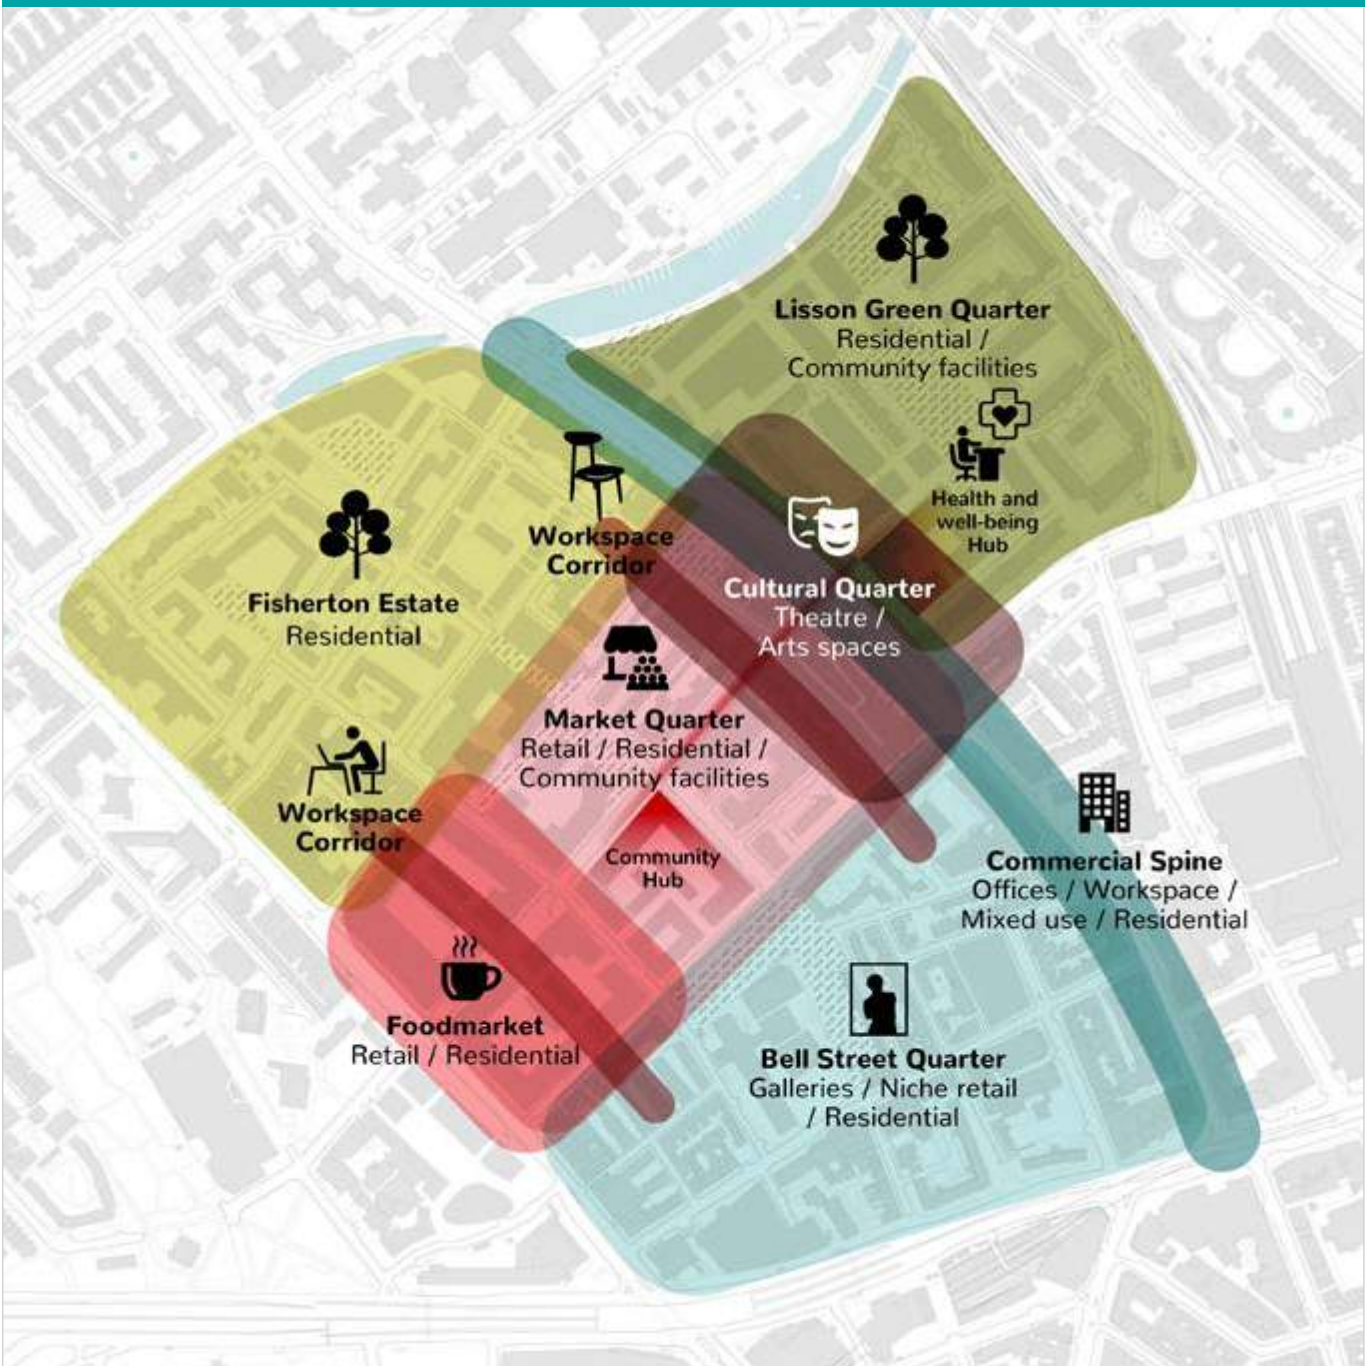 Lisson Green Quarter
Residential /
Community facilities
Health and
well-being
Hub
Workspace
Corridor
Cultural Quarter
Theatre /
Arts spaces
Fisherton Estate
Residential
Market Quarter
Retail / Residential /
Community facilities
Workspace
Corridor
Community
Hub
Commercial Spine
Offices / Workspace /
Mixed use / Residential
Foodmarket
Retail / Residential
Bell Street Quarter
Galleries / Niche retail
/ Residential